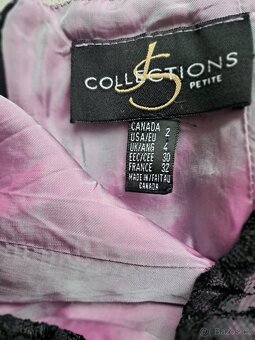 JS
COLLECTIONS
PETITE
CANADA 2
USA/EU 4
UK/ANG 4
EEC/CEE 30
FRANCE 32
MADE IN/FAIT AU
CANADA